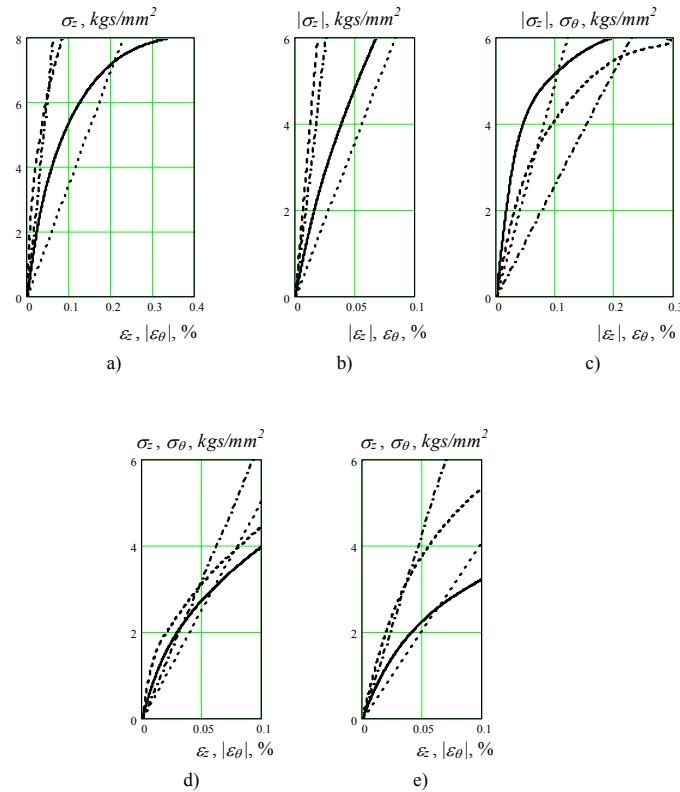 σz , kgs/mm²
8
6
4
2
0
0 0.1 0.2 0.3 0.4
εz , |εθ|, %
a)
|σz|, kgs/mm²
6
4
2
0
0 0.05 0.1
|εz|, εθ, %
b)
|σz|, σθ , kgs/mm²
6
4
2
0
0 0.1 0.2 0.3
|εz|, εθ, %
c)
σz , σθ , kgs/mm²
6
4
2
0
0 0.05 0.1
εz , |εθ|, %
d)
σz , σθ , kgs/mm²
6
4
2
0
0 0.05 0.1
εz , |εθ|, %
e)